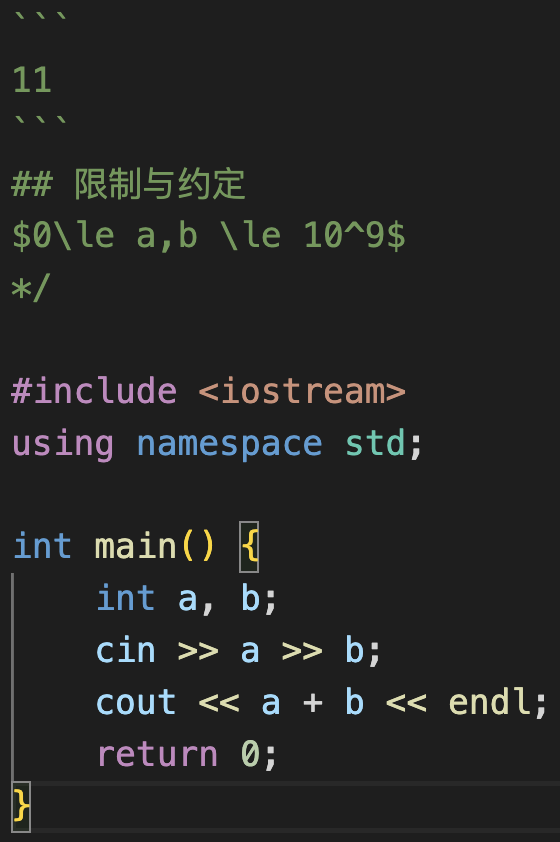 ```
11
```
## 限制与约定
$0\le a,b \le 10^9$
*/
#include <iostream>
using namespace std;
int main() {
    int a, b;
    cin >> a >> b;
    cout << a + b << endl;
    return 0;
}